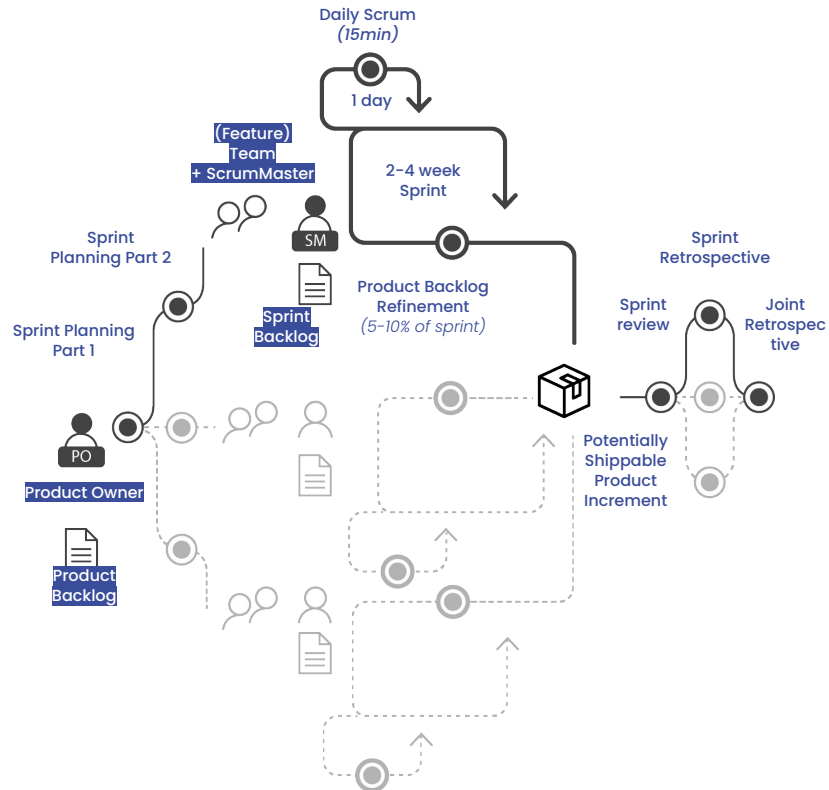 Daily Scrum
(15min)
1 day
(Feature)
Team
+ ScrumMaster
2-4 week
Sprint
SM
Sprint
Planning Part 2
Sprint
Retrospective
Product Backlog
Refinement
(5-10% of sprint)
Sprint
Backlog
Sprint Planning
Part 1
Sprint
review
Joint
Retrospec
tive
PO
Product Owner
Potentially
Shippable
Product
Increment
Product
Backlog